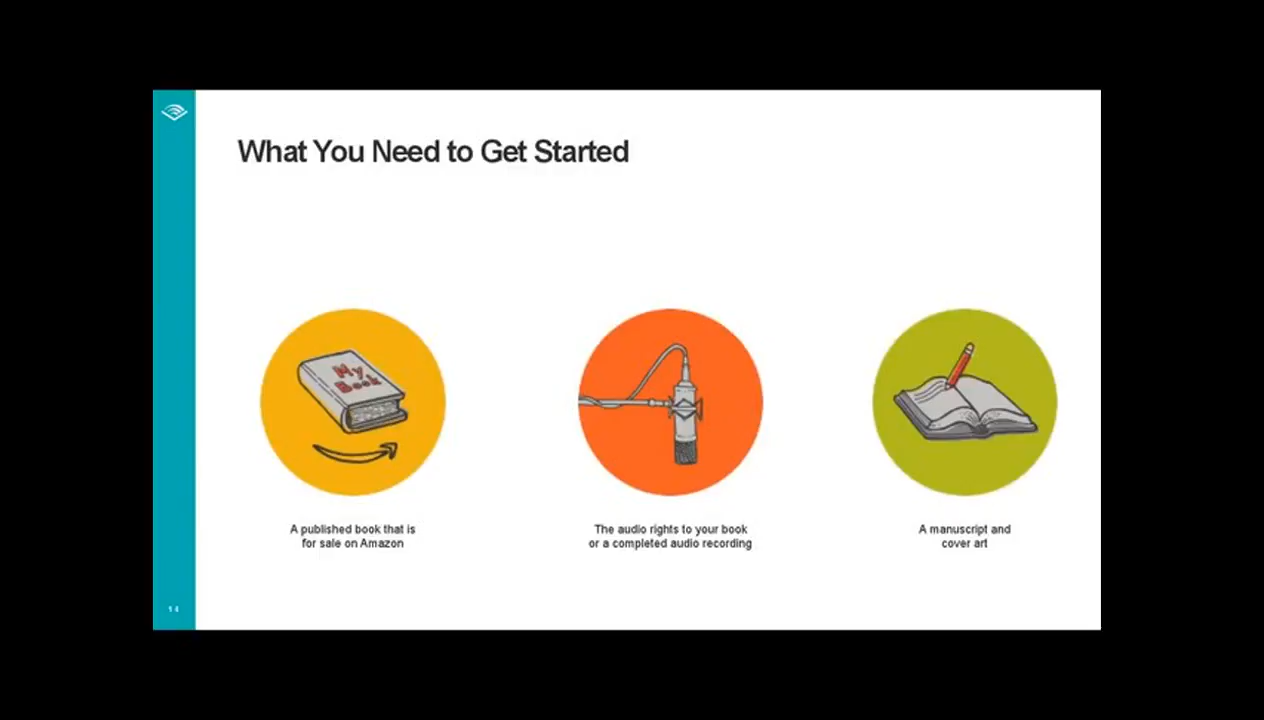 What You Need to Get Started
My
Book
A published book that is
for sale on Amazon
The audio rights to your book
or a completed audio recording
A manuscript and
cover art
14